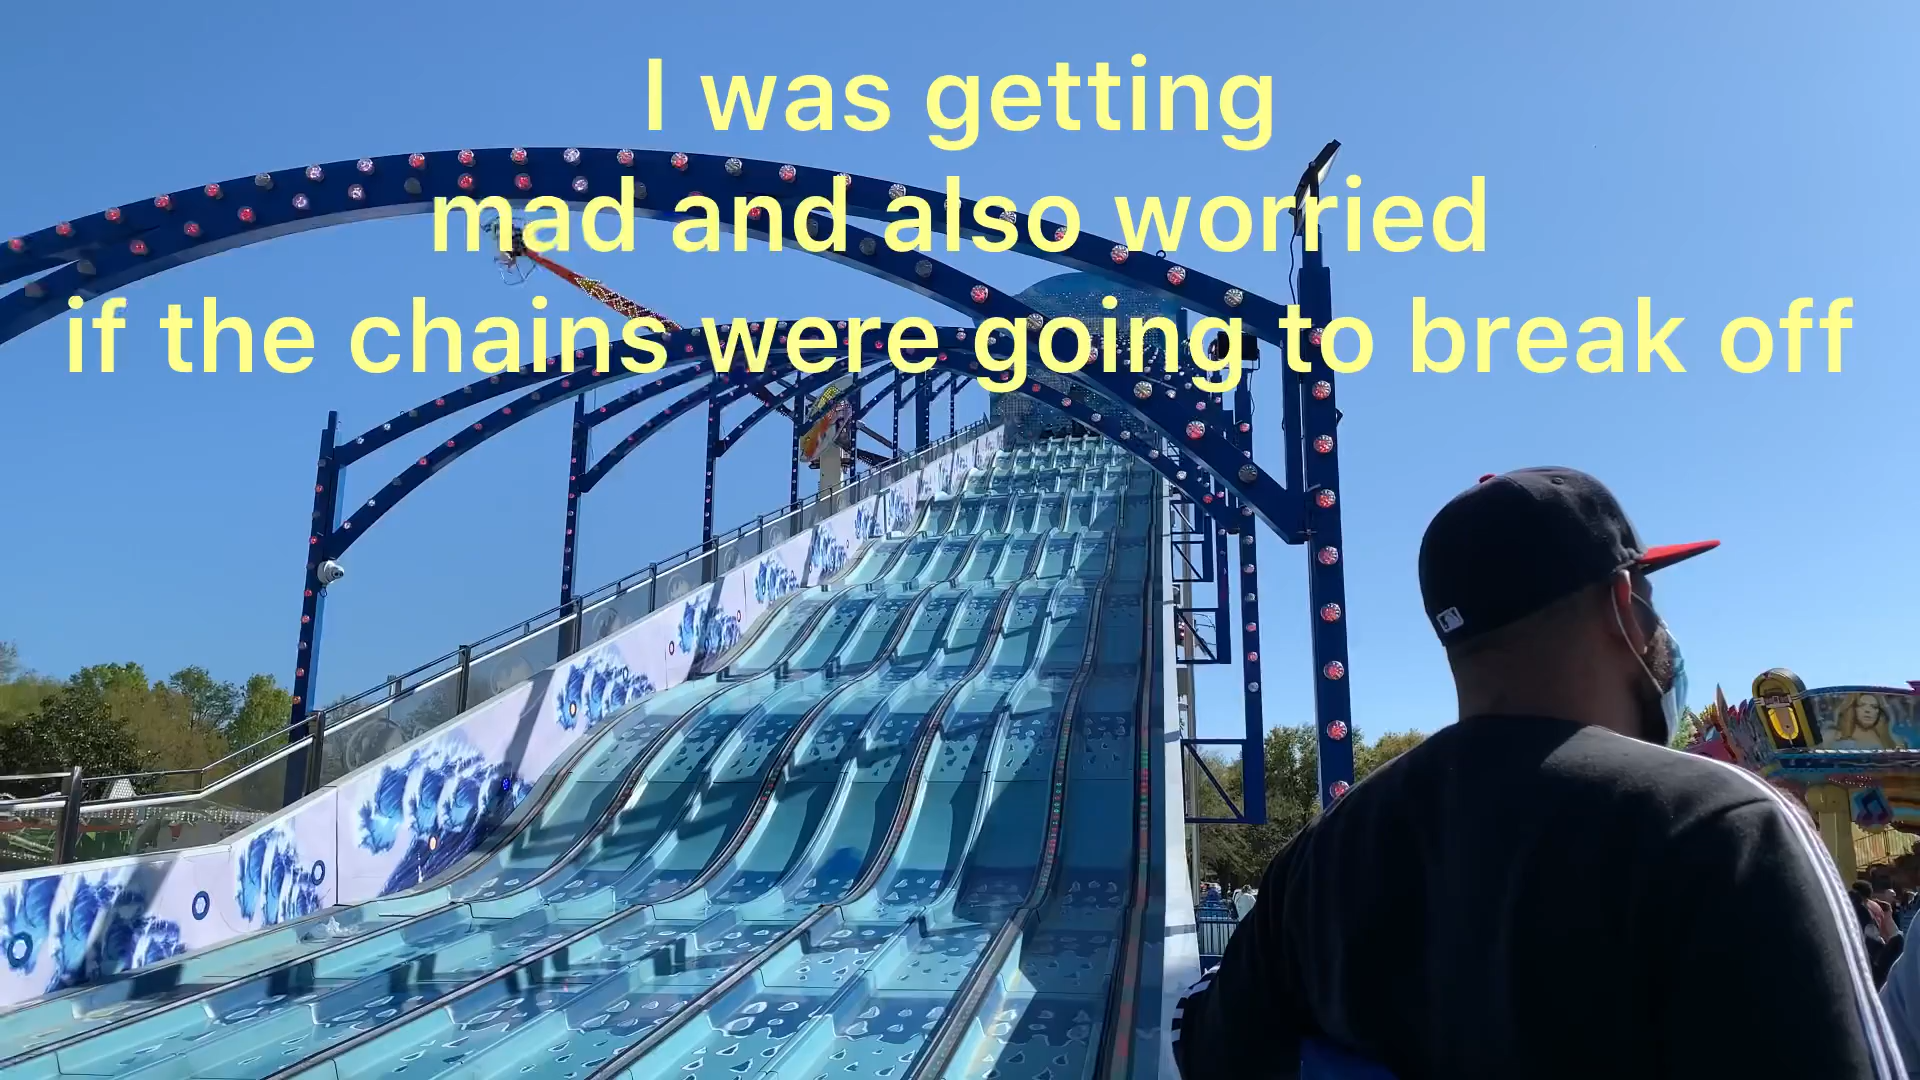 I was getting
mad and also worried
if the chains were going to break off